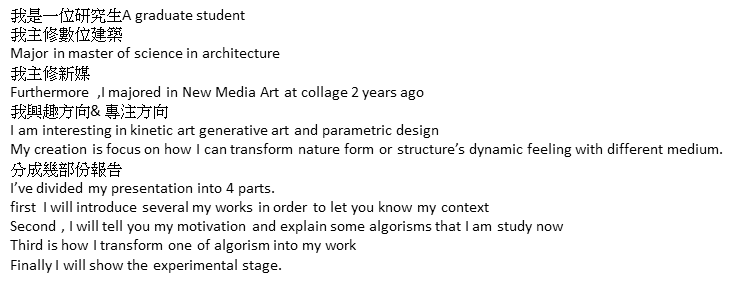 我是一位研究生A graduate student
我主修數位建築
Major in master of science in architecture
我主修新媒
Furthermore ,I majored in New Media Art at collage 2 years ago
我興趣方向& 專注方向
I am interesting in kinetic art generative art and parametric design
My creation is focus on how I can transform nature form or structure’s dynamic feeling with different medium.
分成幾部份報告
I’ve divided my presentation into 4 parts.
first I will introduce several my works in order to let you know my context
Second , I will tell you my motivation and explain some algorisms that I am study now
Third is how I transform one of algorism into my work
Finally I will show the experimental stage.